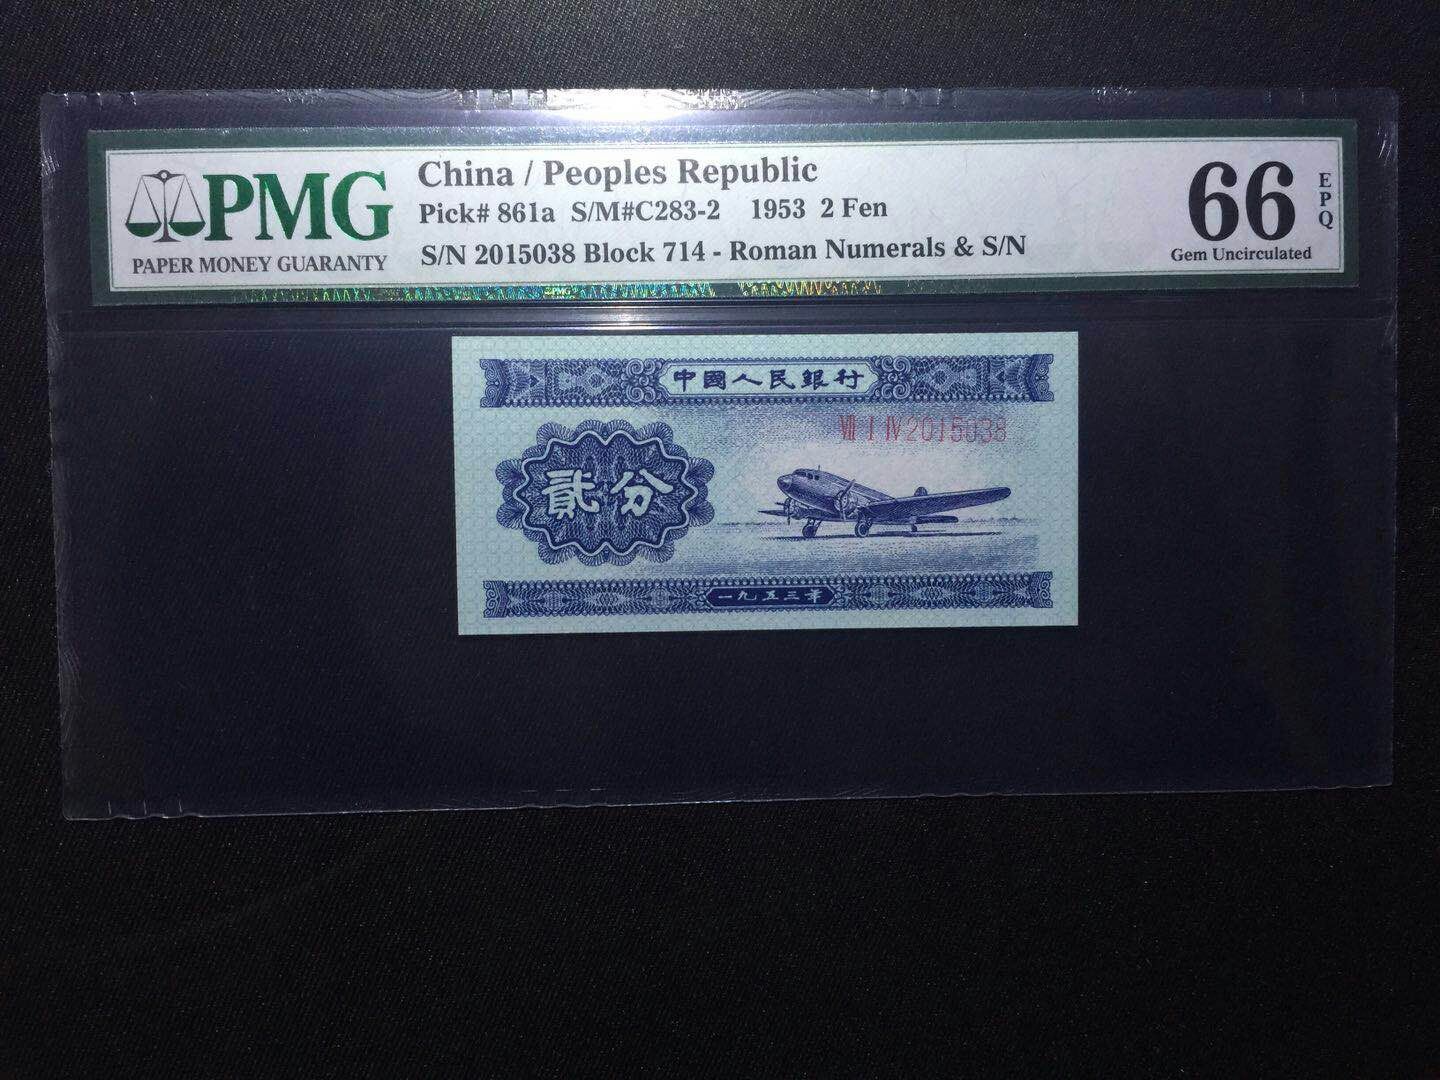 PMG
PAPER MONEY GUARANTY
China / Peoples Republic
Pick# 861a S/M#C283-2 1953 2 Fen
S/N 2015038 Block 714 - Roman Numerals & S/N
66
EPQ
Gem Uncirculated
PMG
中國人民銀行
VII I IV 2015038
貳分
一九五三年